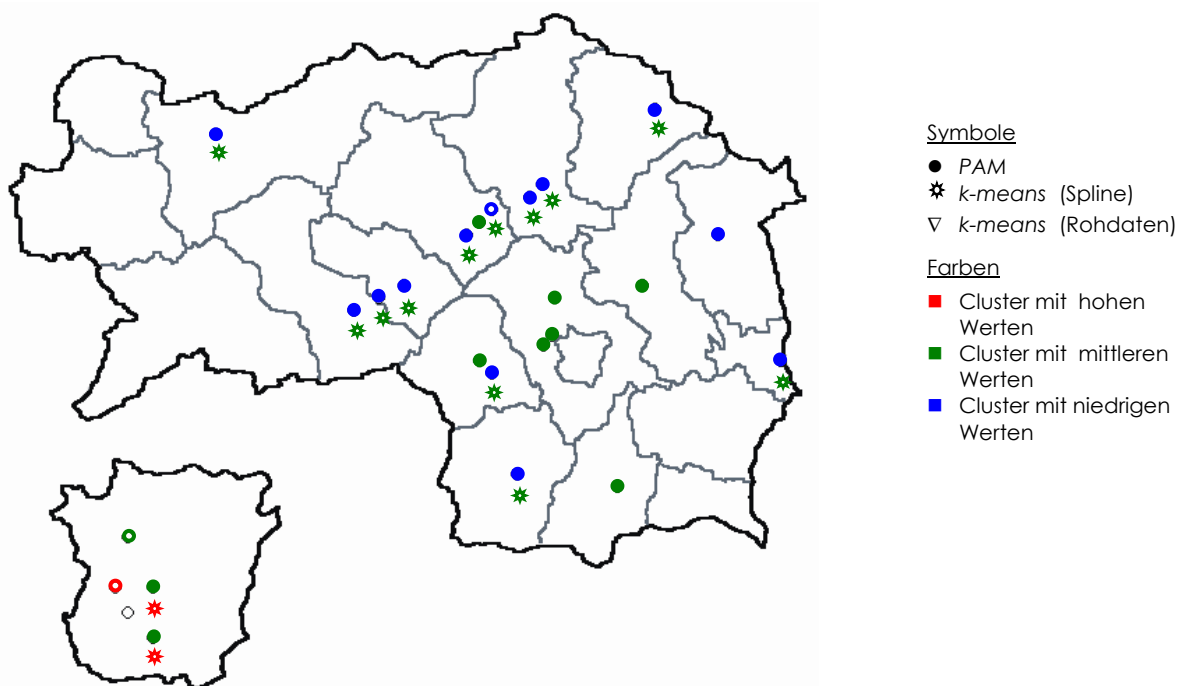 Symbole
PAM
k-means (Spline)
k-means (Rohdaten)
Farben
Cluster mit hohen
Werten
Cluster mit mittleren
Werten
Cluster mit niedrigen
Werten